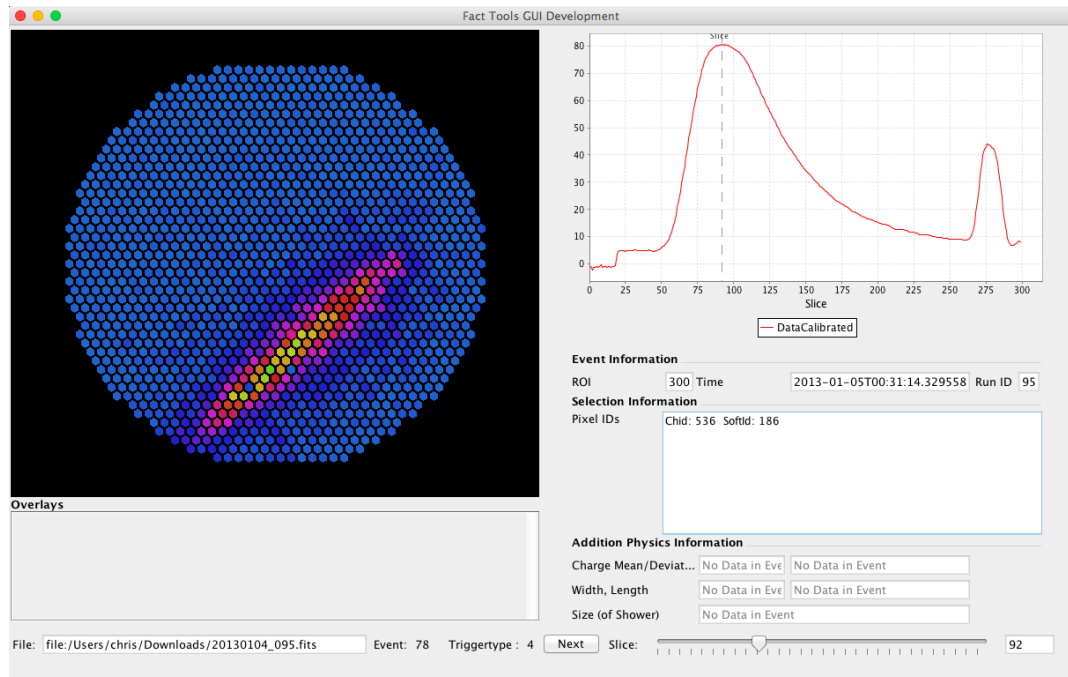 Fact Tools GUI Development
Slice
80
70
60
50
40
30
20
10
0
0 25 50 75 100 125 150 175 200 225 250 275 300
Slice
DataCalibrated
Event Information
ROI 300 Time 2013-01-05T00:31:14.329558 Run ID 95
Selection Information
Pixel IDs Chid: 536 SoftId: 186
Overlays
Addition Physics Information
Charge Mean/Deviat... No Data in Eve No Data in Event
Width, Length No Data in Eve No Data in Event
Size (of Shower) No Data in Event
File: file:/Users/chris/Downloads/20130104_095.fits Event: 78 Triggertype : 4 Next Slice: 92